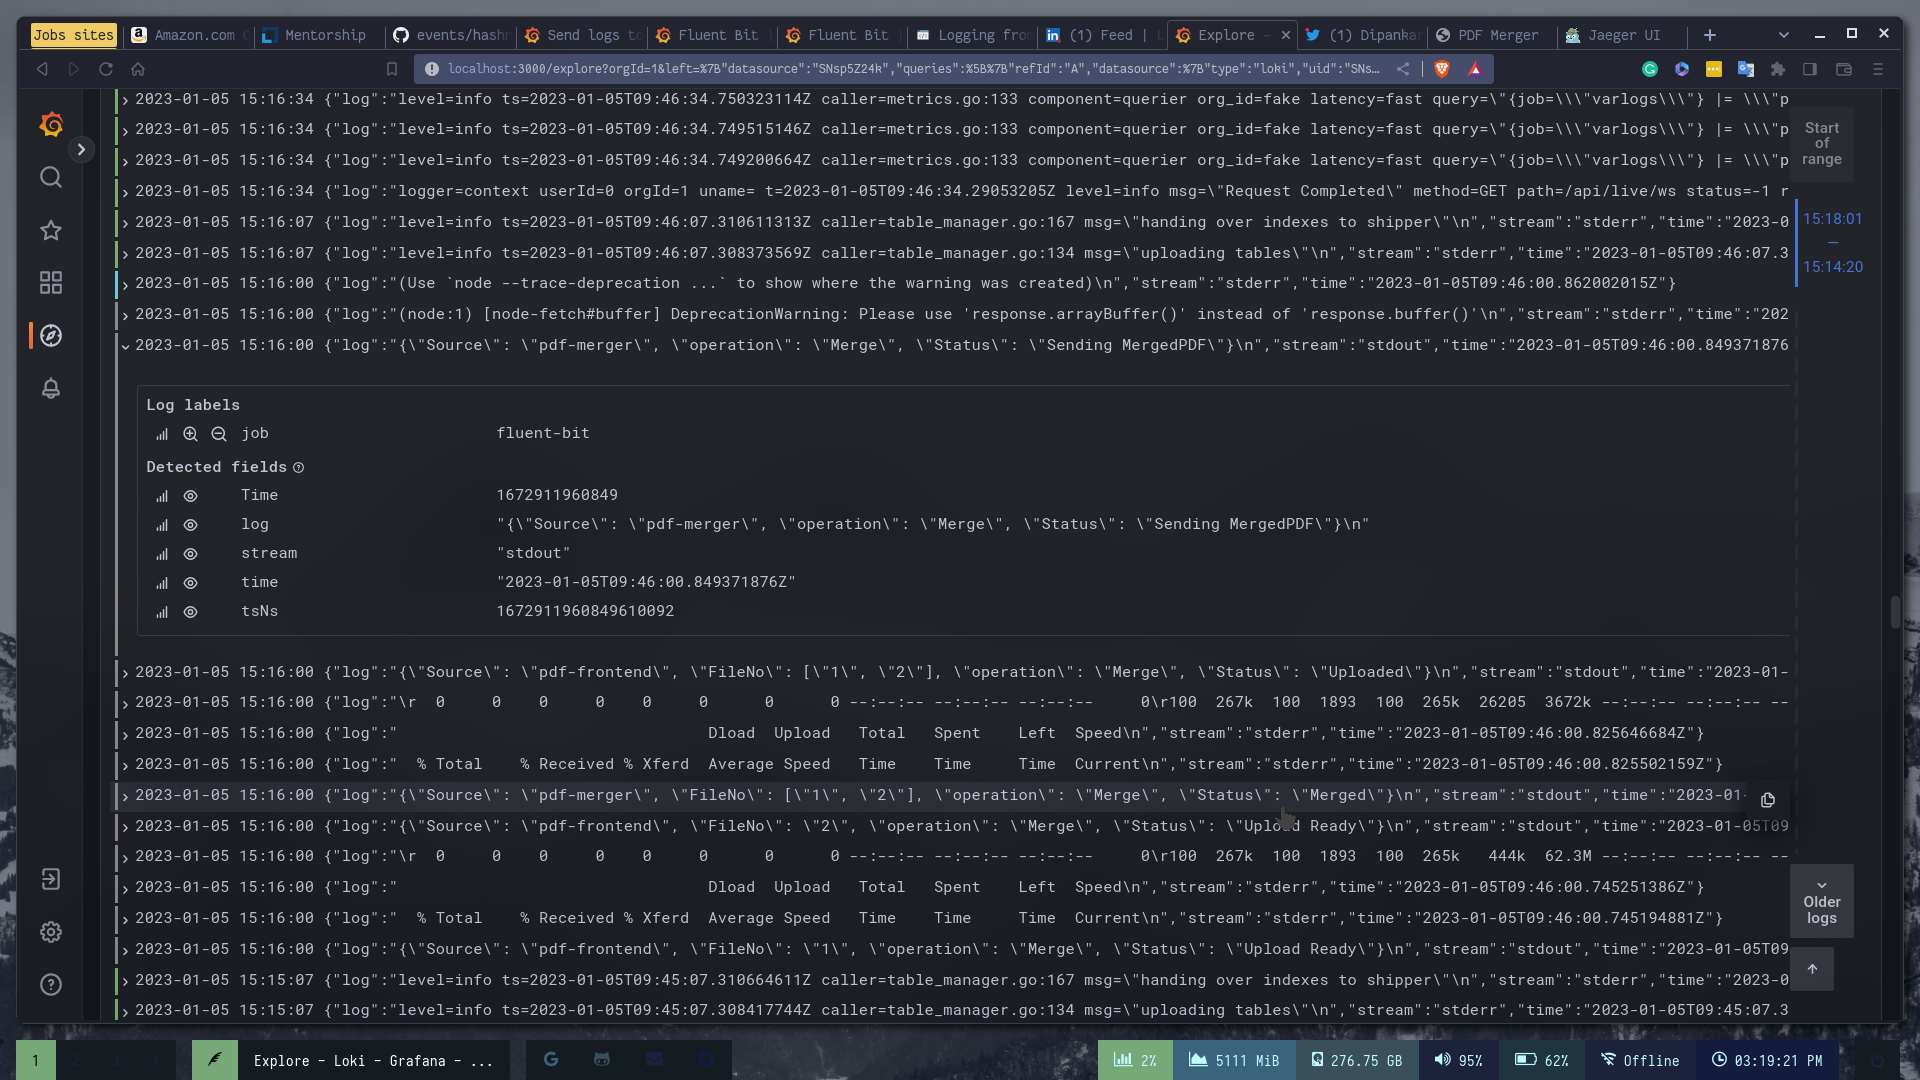 Jobs sites
Amazon.com
Mentorship
events/hashn
Send logs to
Fluent Bit
Fluent Bit
Logging from
(1) Feed |
Explore -
(1) Dipankar
PDF Merger
Jaeger UI
localhost:3000/explore?orgId=1&left=%7B"datasource":"SNsp5Z24k","queries":%5B%7B"refId":"A","datasource":%7B"type":"loki","uid":"SNs...
2023-01-05 15:16:34 {"log":"level=info ts=2023-01-05T09:46:34.750323114Z caller=metrics.go:133 component=querier org_id=fake latency=fast query=\"{job=\\\"varlogs\\\"} |= \\\"p
2023-01-05 15:16:34 {"log":"level=info ts=2023-01-05T09:46:34.749515146Z caller=metrics.go:133 component=querier org_id=fake latency=fast query=\"{job=\\\"varlogs\\\"} |= \\\"p
2023-01-05 15:16:34 {"log":"level=info ts=2023-01-05T09:46:34.749200664Z caller=metrics.go:133 component=querier org_id=fake latency=fast query=\"{job=\\\"varlogs\\\"} |= \\\"p
2023-01-05 15:16:34 {"log":"logger=context userId=0 orgId=1 uname= t=2023-01-05T09:46:34.29053205Z level=info msg=\"Request Completed\" method=GET path=/api/live/ws status=-1 r
2023-01-05 15:16:07 {"log":"level=info ts=2023-01-05T09:46:07.310611313Z caller=table_manager.go:167 msg=\"handing over indexes to shipper\"\n","stream":"stderr","time":"2023-0
2023-01-05 15:16:07 {"log":"level=info ts=2023-01-05T09:46:07.308373569Z caller=table_manager.go:134 msg=\"uploading tables\"\n","stream":"stderr","time":"2023-01-05T09:46:07.3
2023-01-05 15:16:00 {"log":"(Use `node --trace-deprecation ...` to show where the warning was created)\n","stream":"stderr","time":"2023-01-05T09:46:00.862002015Z"}
2023-01-05 15:16:00 {"log":"(node:1) [node-fetch#buffer] DeprecationWarning: Please use 'response.arrayBuffer()' instead of 'response.buffer()'\n","stream":"stderr","time":"202
2023-01-05 15:16:00 {"log":"{\"Source\": \"pdf-merger\", \"operation\": \"Merge\", \"Status\": \"Sending MergedPDF\"}\n","stream":"stdout","time":"2023-01-05T09:46:00.849371876
Start
of
range
15:18:01
—
15:14:20
Log labels
job fluent-bit
Detected fields
Time 1672911960849
log "{\"Source\": \"pdf-merger\", \"operation\": \"Merge\", \"Status\": \"Sending MergedPDF\"}\n"
stream "stdout"
time "2023-01-05T09:46:00.849371876Z"
tsNs 1672911960849610092
2023-01-05 15:16:00 {"log":"{\"Source\": \"pdf-frontend\", \"FileNo\": [\"1\", \"2\"], \"operation\": \"Merge\", \"Status\": \"Uploaded\"}\n","stream":"stdout","time":"2023-01-
2023-01-05 15:16:00 {"log":"\r 0 0 0 0 0 0 0 0 --:--:-- --:--:-- --:--:-- 0\r100 267k 100 1893 100 265k 26205 3672k --:--:-- --:--:-- --
2023-01-05 15:16:00 {"log":" Dload Upload Total Spent Left Speed\n","stream":"stderr","time":"2023-01-05T09:46:00.825646684Z"}
2023-01-05 15:16:00 {"log":" % Total % Received % Xferd Average Speed Time Time Time Current\n","stream":"stderr","time":"2023-01-05T09:46:00.825502159Z"}
2023-01-05 15:16:00 {"log":"{\"Source\": \"pdf-merger\", \"FileNo\": [\"1\", \"2\"], \"operation\": \"Merge\", \"Status\": \"Merged\"}\n","stream":"stdout","time":"2023-01-
2023-01-05 15:16:00 {"log":"{\"Source\": \"pdf-frontend\", \"FileNo\": \"2\", \"operation\": \"Merge\", \"Status\": \"Upload Ready\"}\n","stream":"stdout","time":"2023-01-05T09
2023-01-05 15:16:00 {"log":"\r 0 0 0 0 0 0 0 0 --:--:-- --:--:-- --:--:-- 0\r100 267k 100 1893 100 265k 444k 62.3M --:--:-- --:--:-- --
2023-01-05 15:16:00 {"log":" Dload Upload Total Spent Left Speed\n","stream":"stderr","time":"2023-01-05T09:46:00.745251386Z"}
2023-01-05 15:16:00 {"log":" % Total % Received % Xferd Average Speed Time Time Time Current\n","stream":"stderr","time":"2023-01-05T09:46:00.745194881Z"}
2023-01-05 15:16:00 {"log":"{\"Source\": \"pdf-frontend\", \"FileNo\": \"1\", \"operation\": \"Merge\", \"Status\": \"Upload Ready\"}\n","stream":"stdout","time":"2023-01-05T09
2023-01-05 15:15:07 {"log":"level=info ts=2023-01-05T09:45:07.310664611Z caller=table_manager.go:167 msg=\"handing over indexes to shipper\"\n","stream":"stderr","time":"2023-0
2023-01-05 15:15:07 {"log":"level=info ts=2023-01-05T09:45:07.308417744Z caller=table_manager.go:134 msg=\"uploading tables\"\n","stream":"stderr","time":"2023-01-05T09:45:07.3
Older
logs
1 2 3 4
Explore - Loki - Grafana - ...
2%
5111 MiB
276.75 GB
95%
62%
Offline
03:19:21 PM